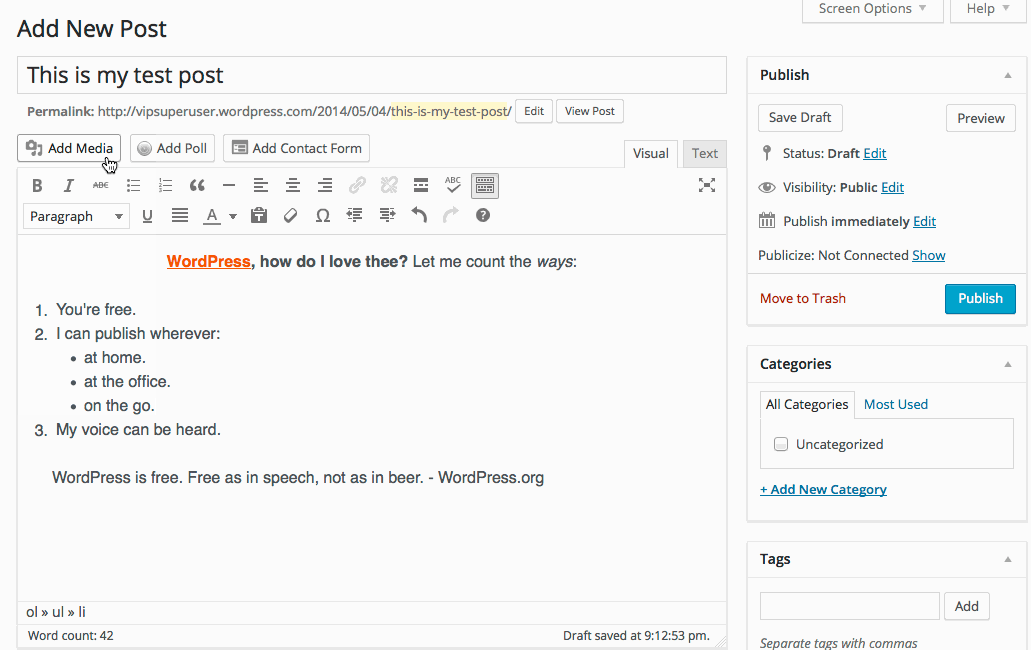 Screen Options Help
Add New Post
This is my test post
Permalink: http://vipsuperuser.wordpress.com/2014/05/04/this-is-my-test-post/ Edit View Post
Add Media Add Poll Add Contact Form
Visual Text
B I ABC ABC
Paragraph U A Ω ?
WordPress, how do I love thee? Let me count the ways:
1. You're free.
2. I can publish wherever:
• at home.
• at the office.
• on the go.
3. My voice can be heard.
WordPress is free. Free as in speech, not as in beer. - WordPress.org
ol » ul » li
Word count: 42 Draft saved at 9:12:53 pm.
Publish
Save Draft Preview
Status: Draft Edit
Visibility: Public Edit
Publish immediately Edit
Publicize: Not Connected Show
Move to Trash Publish
Categories
All Categories Most Used
Uncategorized
+ Add New Category
Tags
Add
Separate tags with commas